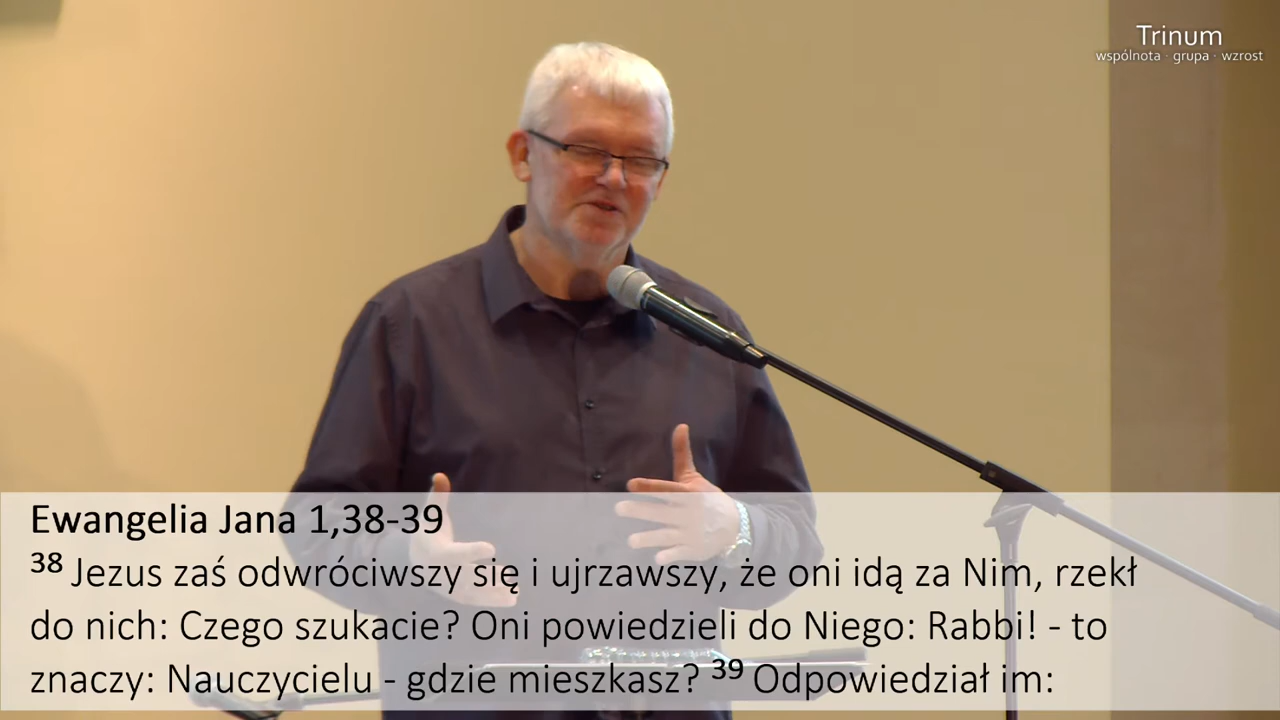 Trinum
wspólnota · grupa · wzrost
Ewangelia Jana 1,38-39
38 Jezus zaś odwróciwszy się i ujrzawszy, że oni idą za Nim, rzekł
do nich: Czego szukacie? Oni powiedzieli do Niego: Rabbi! - to
znaczy: Nauczycielu - gdzie mieszkasz? 39 Odpowiedział im: